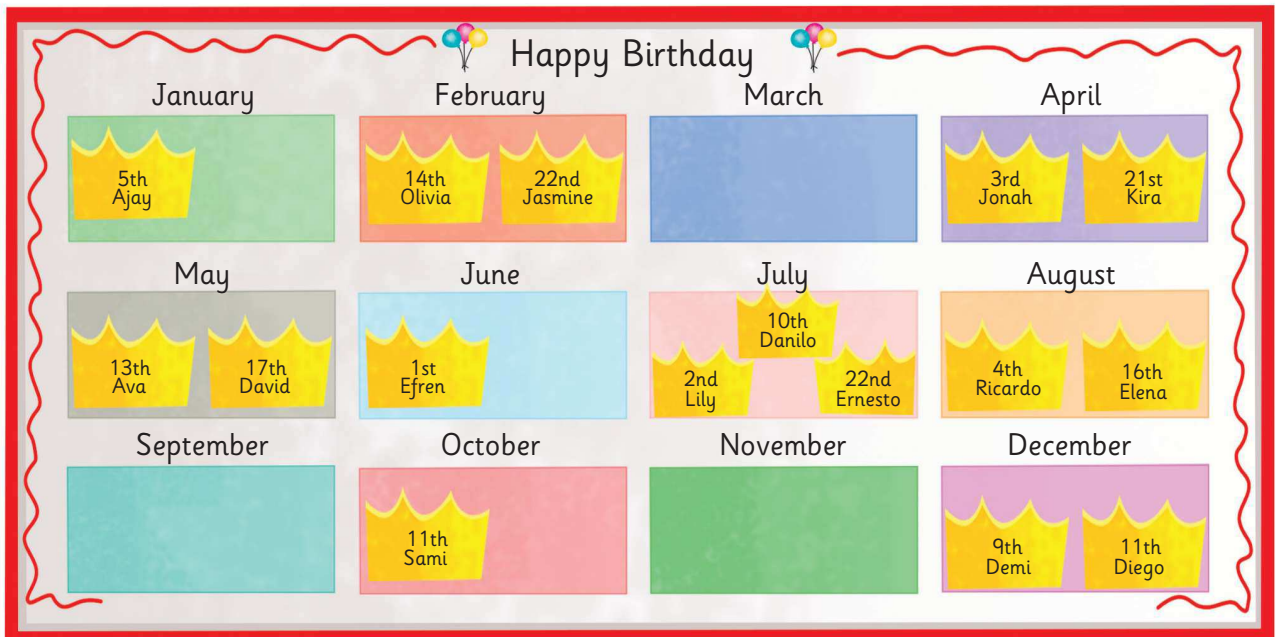 Happy Birthday
January
5th
Ajay
February
14th
Olivia
22nd
Jasmine
March
April
3rd
Jonah
21st
Kira
May
13th
Ava
17th
David
June
1st
Efren
July
10th
Danilo
2nd
Lily
22nd
Ernesto
August
4th
Ricardo
16th
Elena
September
October
11th
Sami
November
December
9th
Demi
11th
Diego